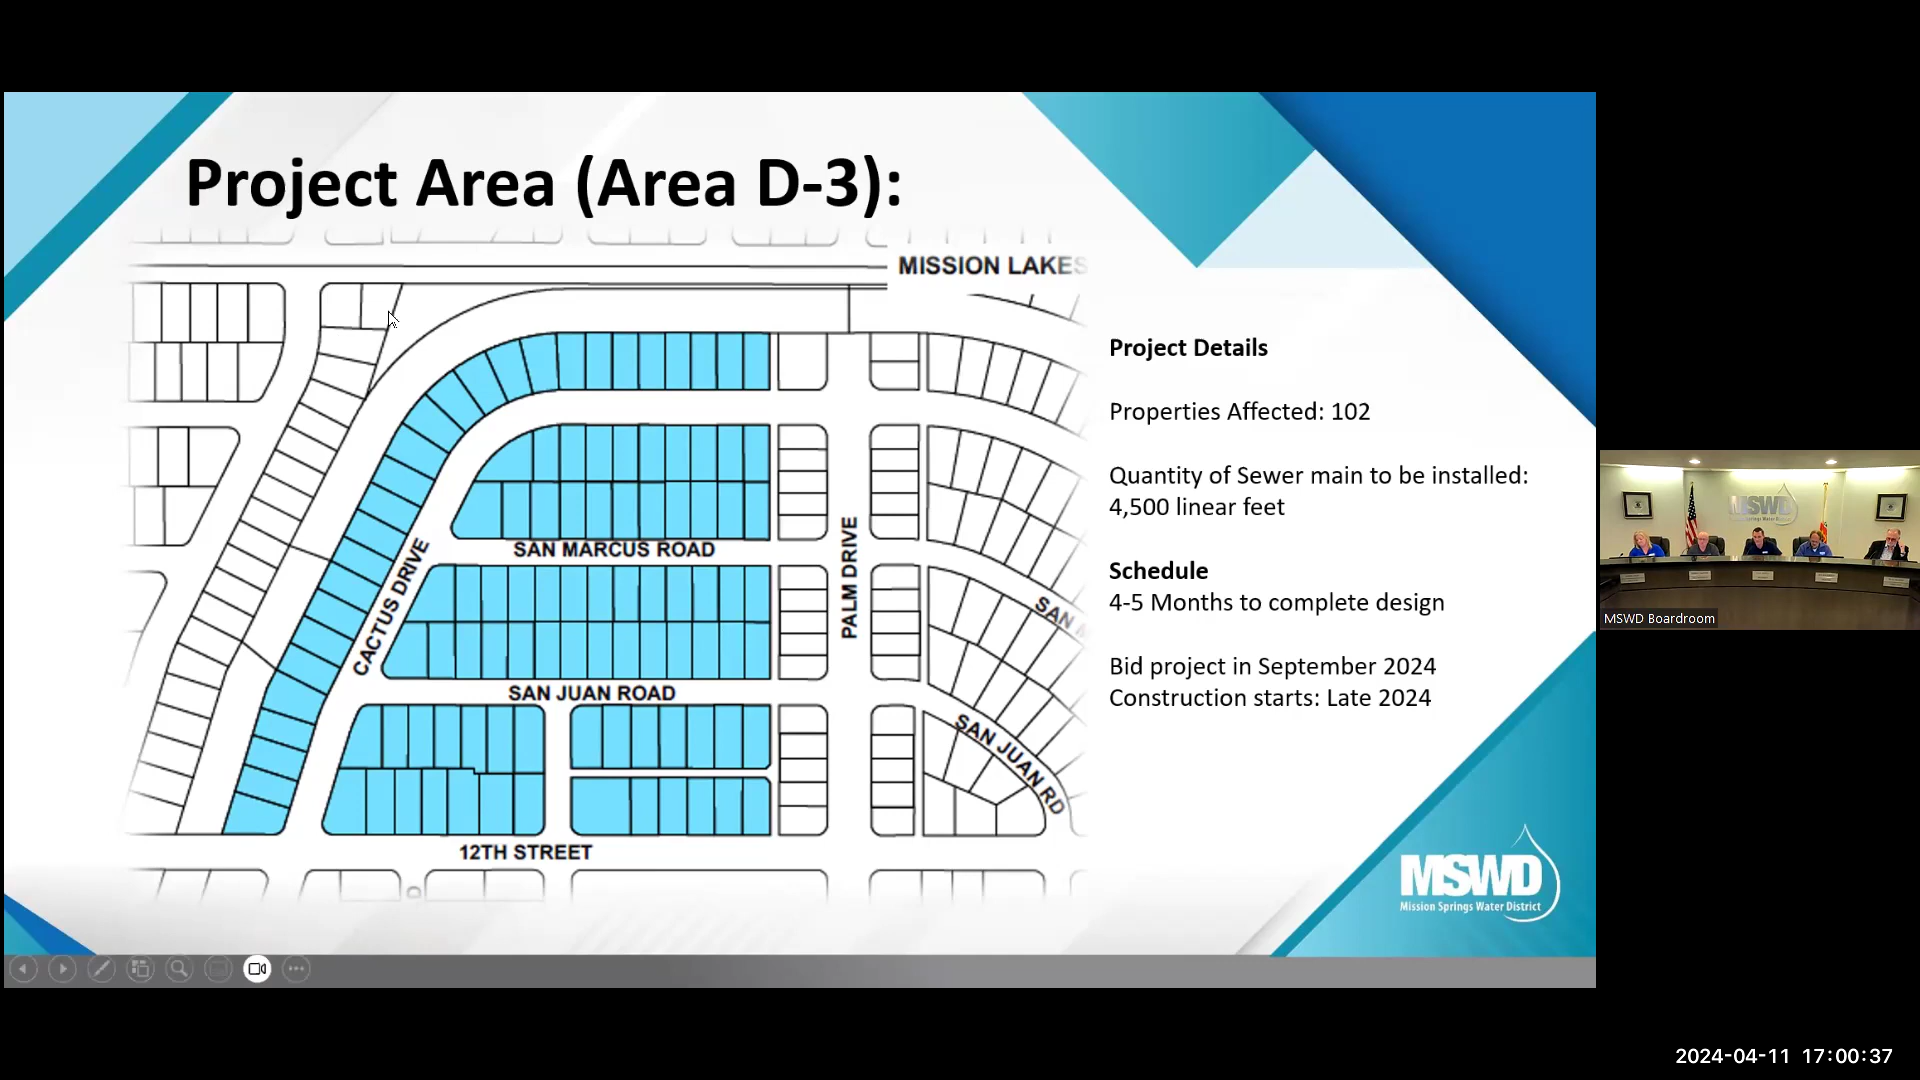 Project Area (Area D-3):
MISSION LAKES
Project Details
Properties Affected: 102
Quantity of Sewer main to be installed:
4,500 linear feet
Schedule
4-5 Months to complete design
Bid project in September 2024
Construction starts: Late 2024
SAN MARCUS ROAD
CACTUS DRIVE
PALM DRIVE
SAN M
SAN JUAN ROAD
SAN JUAN RD
12TH STREET
MSWD
Mission Springs Water District
MSWD
MSWD Boardroom
2024-04-11 17:00:37